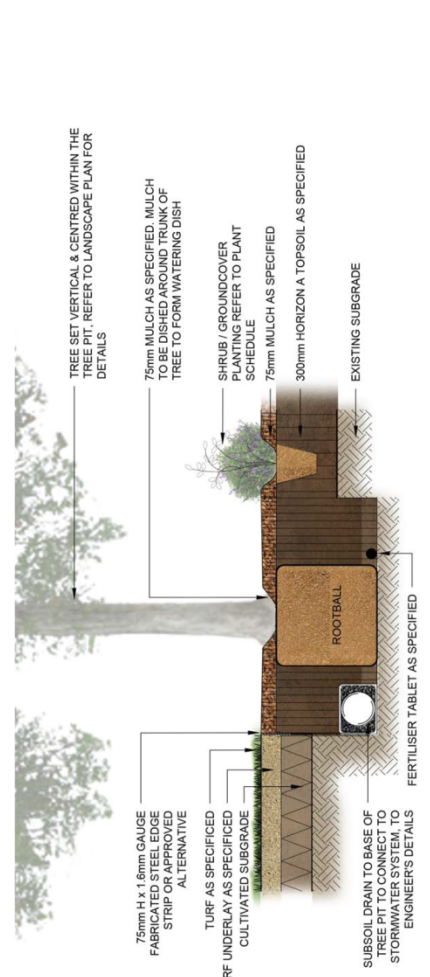 TREE SET VERTICAL & CENTRED WITHIN THE
TREE PIT, REFER TO LANDSCAPE PLAN FOR
DETAILS
75mm MULCH AS SPECIFIED. MULCH
TO BE DISHED AROUND TRUNK OF
TREE TO FORM WATERING DISH
SHRUB / GROUNDCOVER
PLANTING REFER TO PLANT
SCHEDULE
75mm MULCH AS SPECIFIED
300mm HORIZON A TOPSOIL AS SPECIFIED
EXISTING SUBGRADE
ROOTBALL
75mm H x 1.6mm GAUGE
FABRICATED STEEL EDGE
STRIP OR APPROVED
ALTERNATIVE
TURF AS SPECIFICED
RF UNDERLAY AS SPECIFIED
CULTIVATED SUBGRADE
SUBSOIL DRAIN TO BASE OF
TREE PIT TO CONNECT TO
STORMWATER SYSTEM, TO
ENGINEER'S DETAILS
FERTILISER TABLET AS SPECIFIED